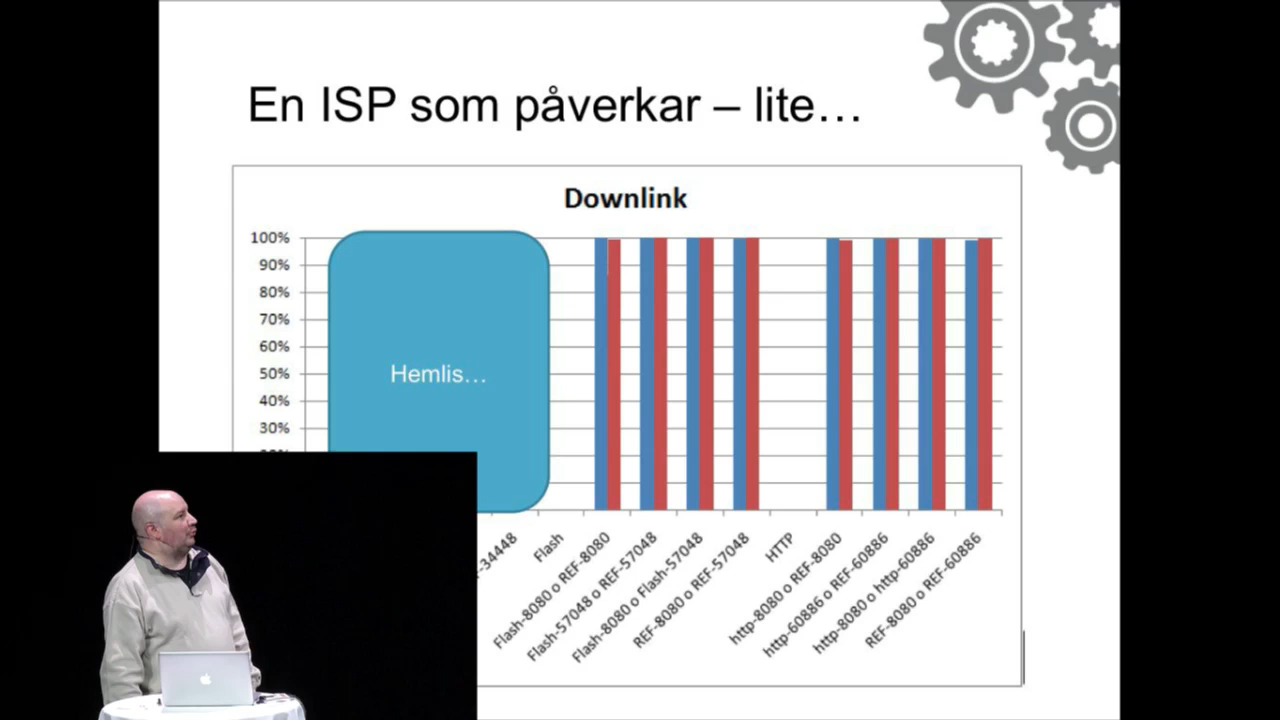 En ISP som påverkar – lite…
Downlink
100%
90%
80%
70%
60%
50%
40%
30%
Hemlis…
-34448
Flash
Flash-8080 o REF-8080
Flash-57048 o REF-57048
Flash-8080 o Flash-57048
REF-8080 o REF-57048
HTTP
http-8080 o REF-8080
http-60886 o REF-60886
http-8080 o http-60886
REF-8080 o REF-60886